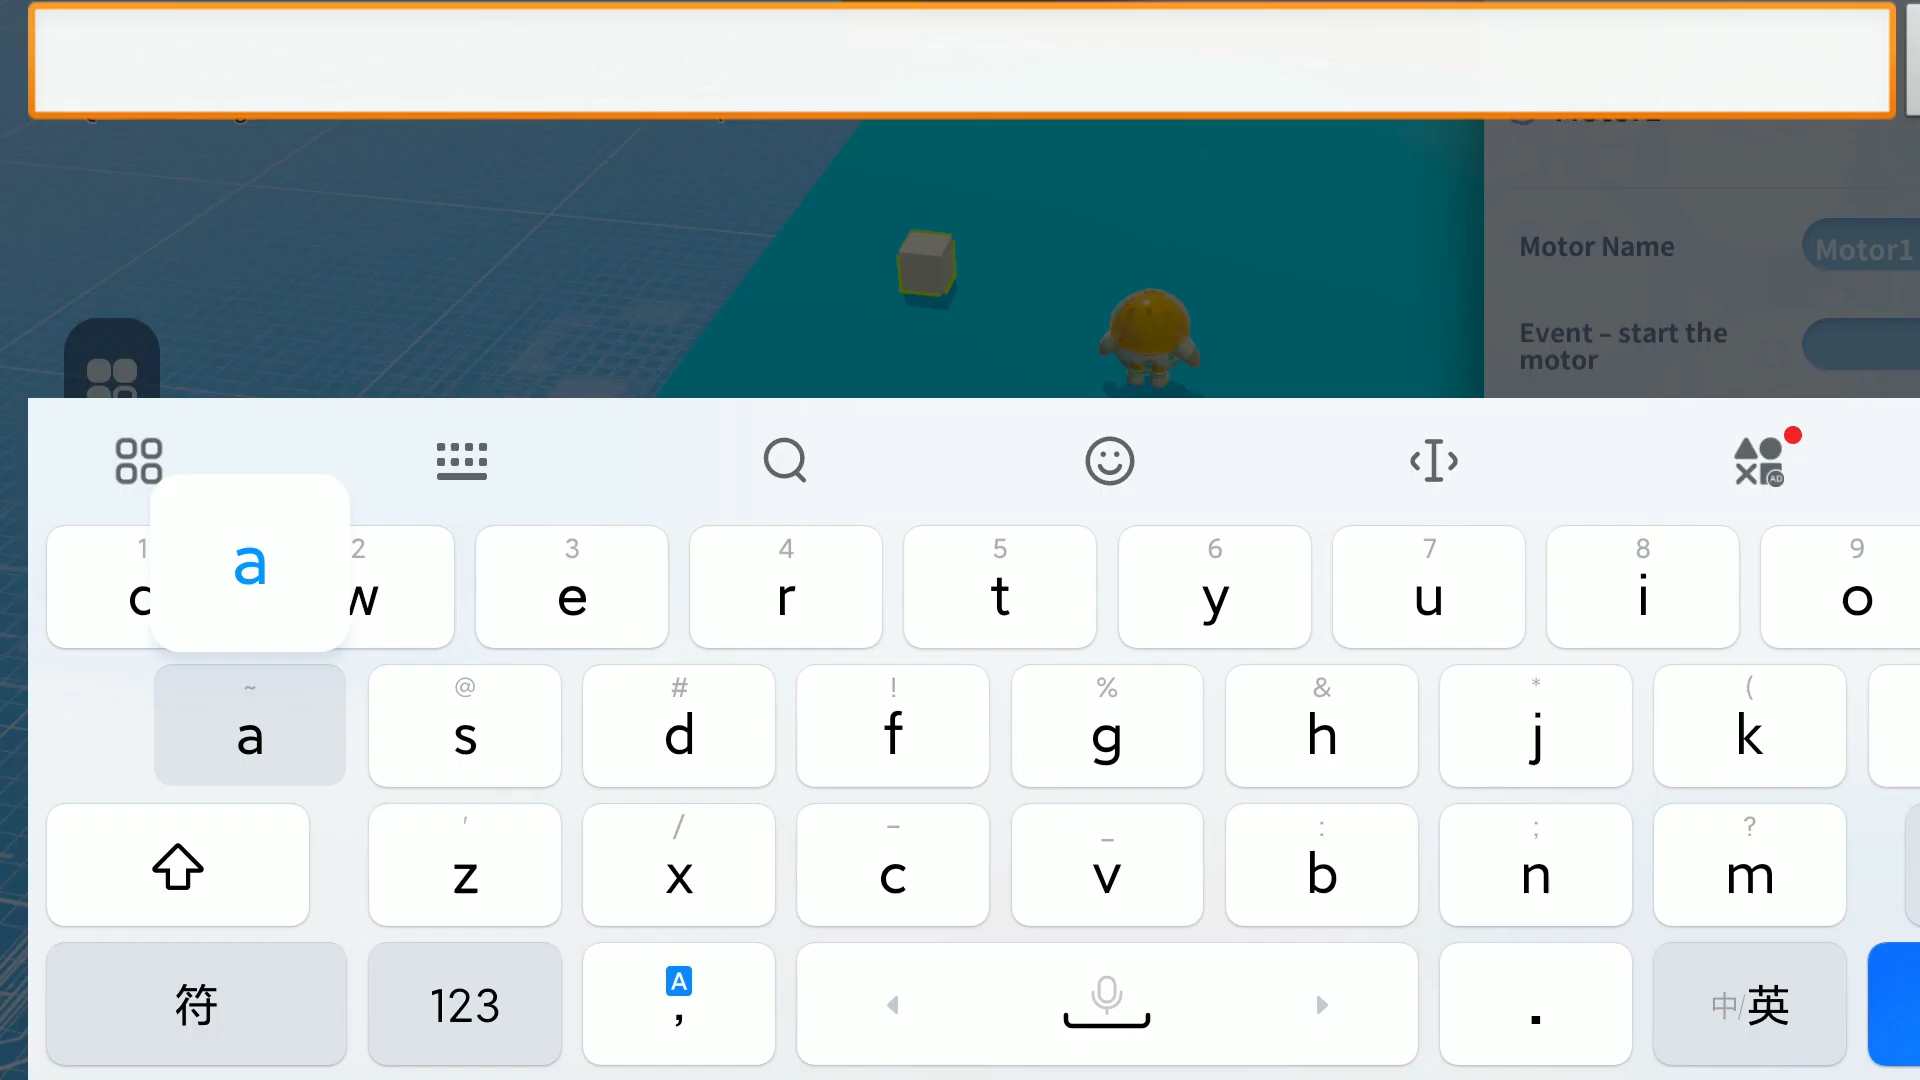 Motor Name
Motor1
Event – start the
motor
AD
a
1
2 w
3 e
4 r
5 t
6 y
7 u
8 i
9 o
~ a
@ s
# d
! f
% g
& h
* j
( k
' z
/ x
– c
_ v
: b
; n
? m
符
123
A ,
.
中/英